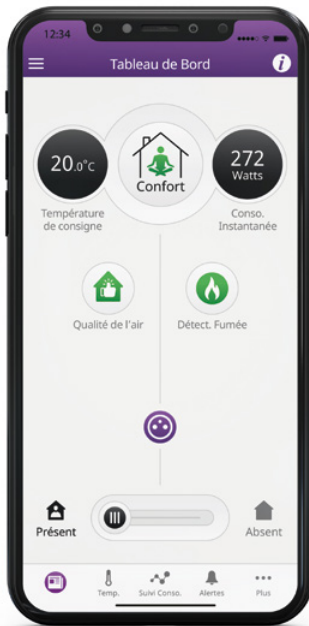 12:34
Tableau de Bord
i
20.0°C
Confort
272
Watts
Température
de consigne
Conso.
Instantanée
Qualité de l'air
Détect. Fumée
Présent
Absent
Temp.
Suivi Conso.
Alertes
Plus